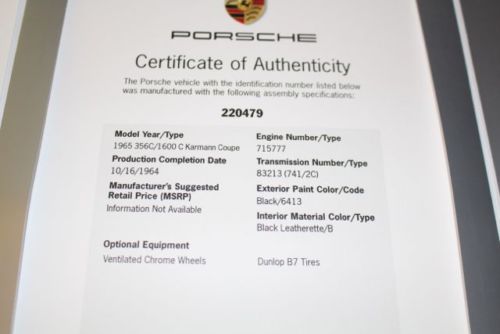 PORSCHE
Certificate of Authenticity
The Porsche vehicle with the identification number listed below
was manufactured with the following assembly specifications:
220479
Model Year/Type
1965 356C/1600 C Karmann Coupe
Production Completion Date
10/16/1964
Manufacturer's Suggested
Retail Price (MSRP)
Information Not Available
Engine Number/Type
715777
Transmission Number/Type
83213 (741/2C)
Exterior Paint Color/Code
Black/6413
Interior Material Color/Type
Black Leatherette/B
Optional Equipment
Ventilated Chrome Wheels
Dunlop B7 Tires